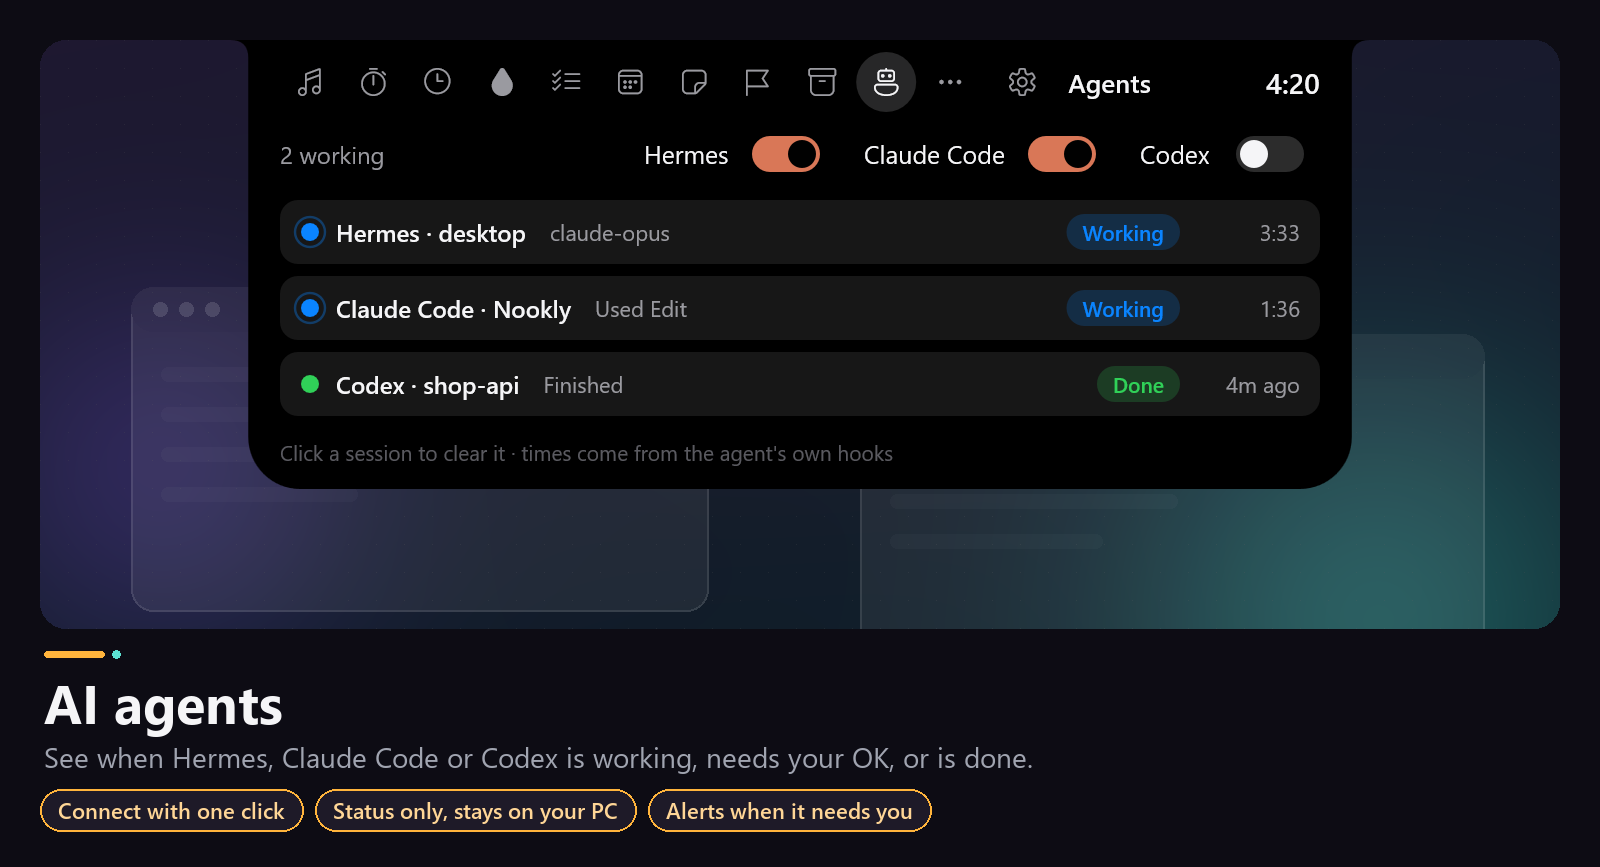 Agents 4:20
2 working Hermes Claude Code Codex
Hermes · desktop claude-opus Working 3:33
Claude Code · Nookly Used Edit Working 1:36
Codex · shop-api Finished Done 4m ago
Click a session to clear it · times come from the agent's own hooks
AI agents
See when Hermes, Claude Code or Codex is working, needs your OK, or is done.
Connect with one click Status only, stays on your PC Alerts when it needs you